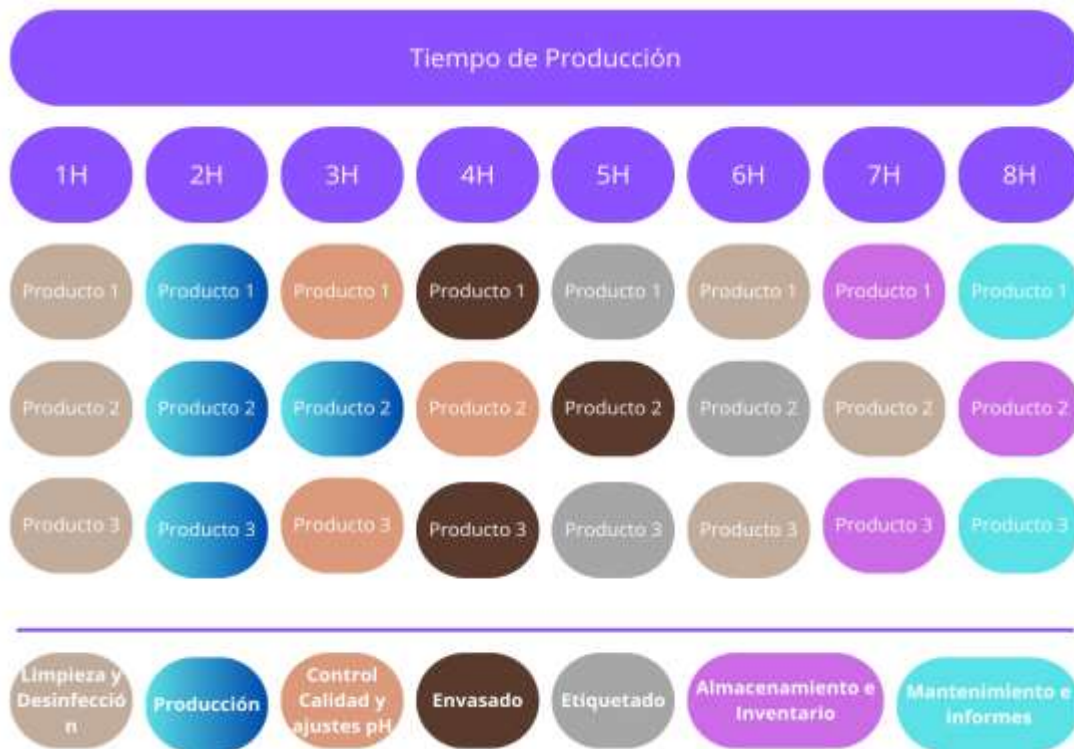 Tiempo de Producción
1H 2H 3H 4H 5H 6H 7H 8H
Producto 1 Producto 1 Producto 1 Producto 1 Producto 1 Producto 1 Producto 1 Producto 1
Producto 2 Producto 2 Producto 2 Producto 2 Producto 2 Producto 2 Producto 2 Producto 2
Producto 3 Producto 3 Producto 3 Producto 3 Producto 3 Producto 3 Producto 3 Producto 3
Limpieza y
Desinfecció
n
Producción
Control
Calidad y
ajustes pH
Envasado
Etiquetado
Almacenamiento e
Inventario
Mantenimiento e
informes